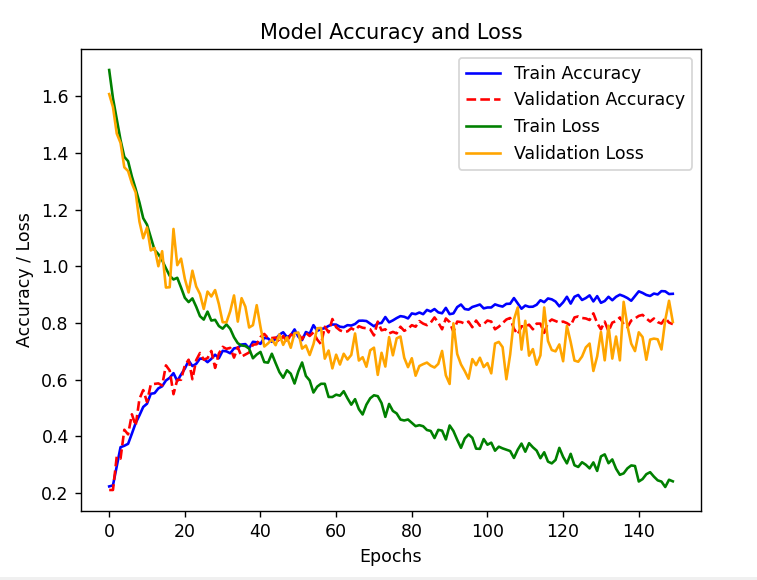 Model Accuracy and Loss
Train Accuracy
Validation Accuracy
Train Loss
Validation Loss
1.6
1.4
1.2
1.0
0.8
0.6
0.4
0.2
Accuracy / Loss
0 20 40 60 80 100 120 140
Epochs